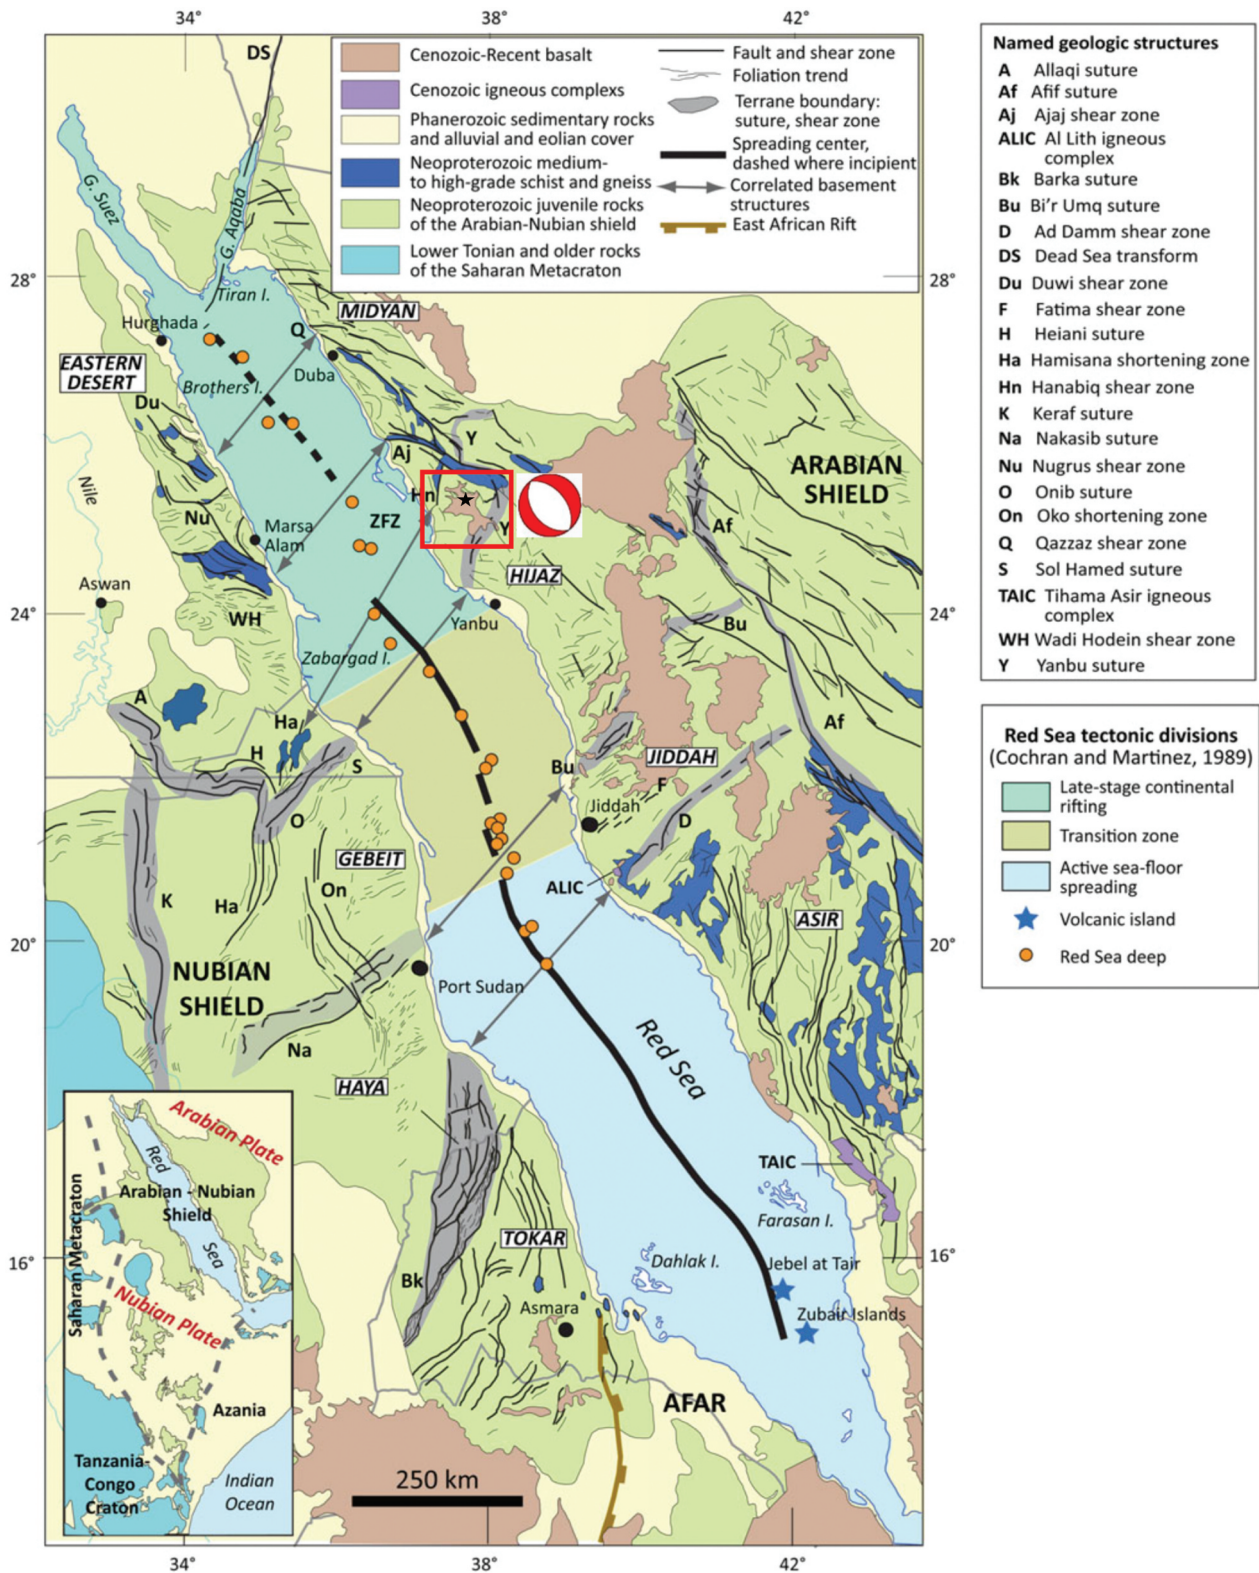 34°
38°
42°
DS
Cenozoic-Recent basalt
Cenozoic igneous complexs
Phanerozoic sedimentary rocks
and alluvial and eolian cover
Neoproterozoic medium-
to high-grade schist and gneiss
Neoproterozoic juvenile rocks
of the Arabian-Nubian shield
Lower Tonian and older rocks
of the Saharan Metacraton
Fault and shear zone
Foliation trend
Terrane boundary:
suture, shear zone
Spreading center,
dashed where incipient
Correlated basement
structures
East African Rift
G. Suez
G. Aqaba
28°
28°
Tiran I.
MIDYAN
Hurghada
Q
EASTERN
DESERT
Duba
Brothers I.
Du
Aj
Y
ARABIAN
SHIELD
Nile
Hn
ZFZ
Nu
Marsa
Alam
Y
Af
Aswan
HIJAZ
24°
24°
WH
Yanbu
Bu
Zabargad I.
A
Ha
Af
H
S
Bu
JIDDAH
F
Jiddah
O
D
GEBEIT
On
ALIC
K
Ha
ASIR
20°
20°
NUBIAN
SHIELD
Port Sudan
Na
Red Sea
HAYA
TAIC
Farasan I.
TOKAR
Dahlak I.
16°
16°
Jebel at Tair
Bk
Zubair Islands
Asmara
AFAR
250 km
34°
38°
42°
Arabian Plate
Red
Sea
Arabian - Nubian
Shield
Saharan Metacraton
Nubian Plate
Azania
Tanzania-
Congo
Craton
Indian
Ocean
Named geologic structures
A Allaqi suture
Af Afif suture
Aj Ajaj shear zone
ALIC Al Lith igneous
complex
Bk Barka suture
Bu Bi'r Umq suture
D Ad Damm shear zone
DS Dead Sea transform
Du Duwi shear zone
F Fatima shear zone
H Heiani suture
Ha Hamisana shortening zone
Hn Hanabiq shear zone
K Keraf suture
Na Nakasib suture
Nu Nugrus shear zone
O Onib suture
On Oko shortening zone
Q Qazzaz shear zone
S Sol Hamed suture
TAIC Tihama Asir igneous
complex
WH Wadi Hodein shear zone
Y Yanbu suture
Red Sea tectonic divisions
(Cochran and Martinez, 1989)
Late-stage continental
rifting
Transition zone
Active sea-floor
spreading
Volcanic island
Red Sea deep